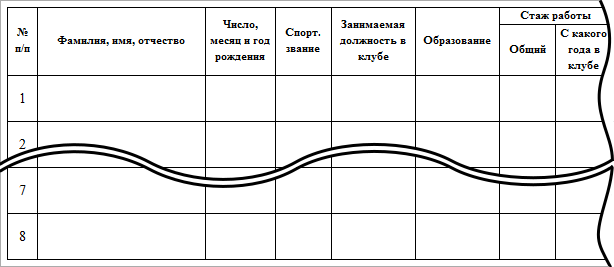 №
п/п
Фамилия, имя, отчество
Число,
месяц и год
рождения
Спорт.
звание
Занимаемая
должность в
клубе
Образование
Стаж работы
Общий
С какого
года в
клубе
1
2
7
8